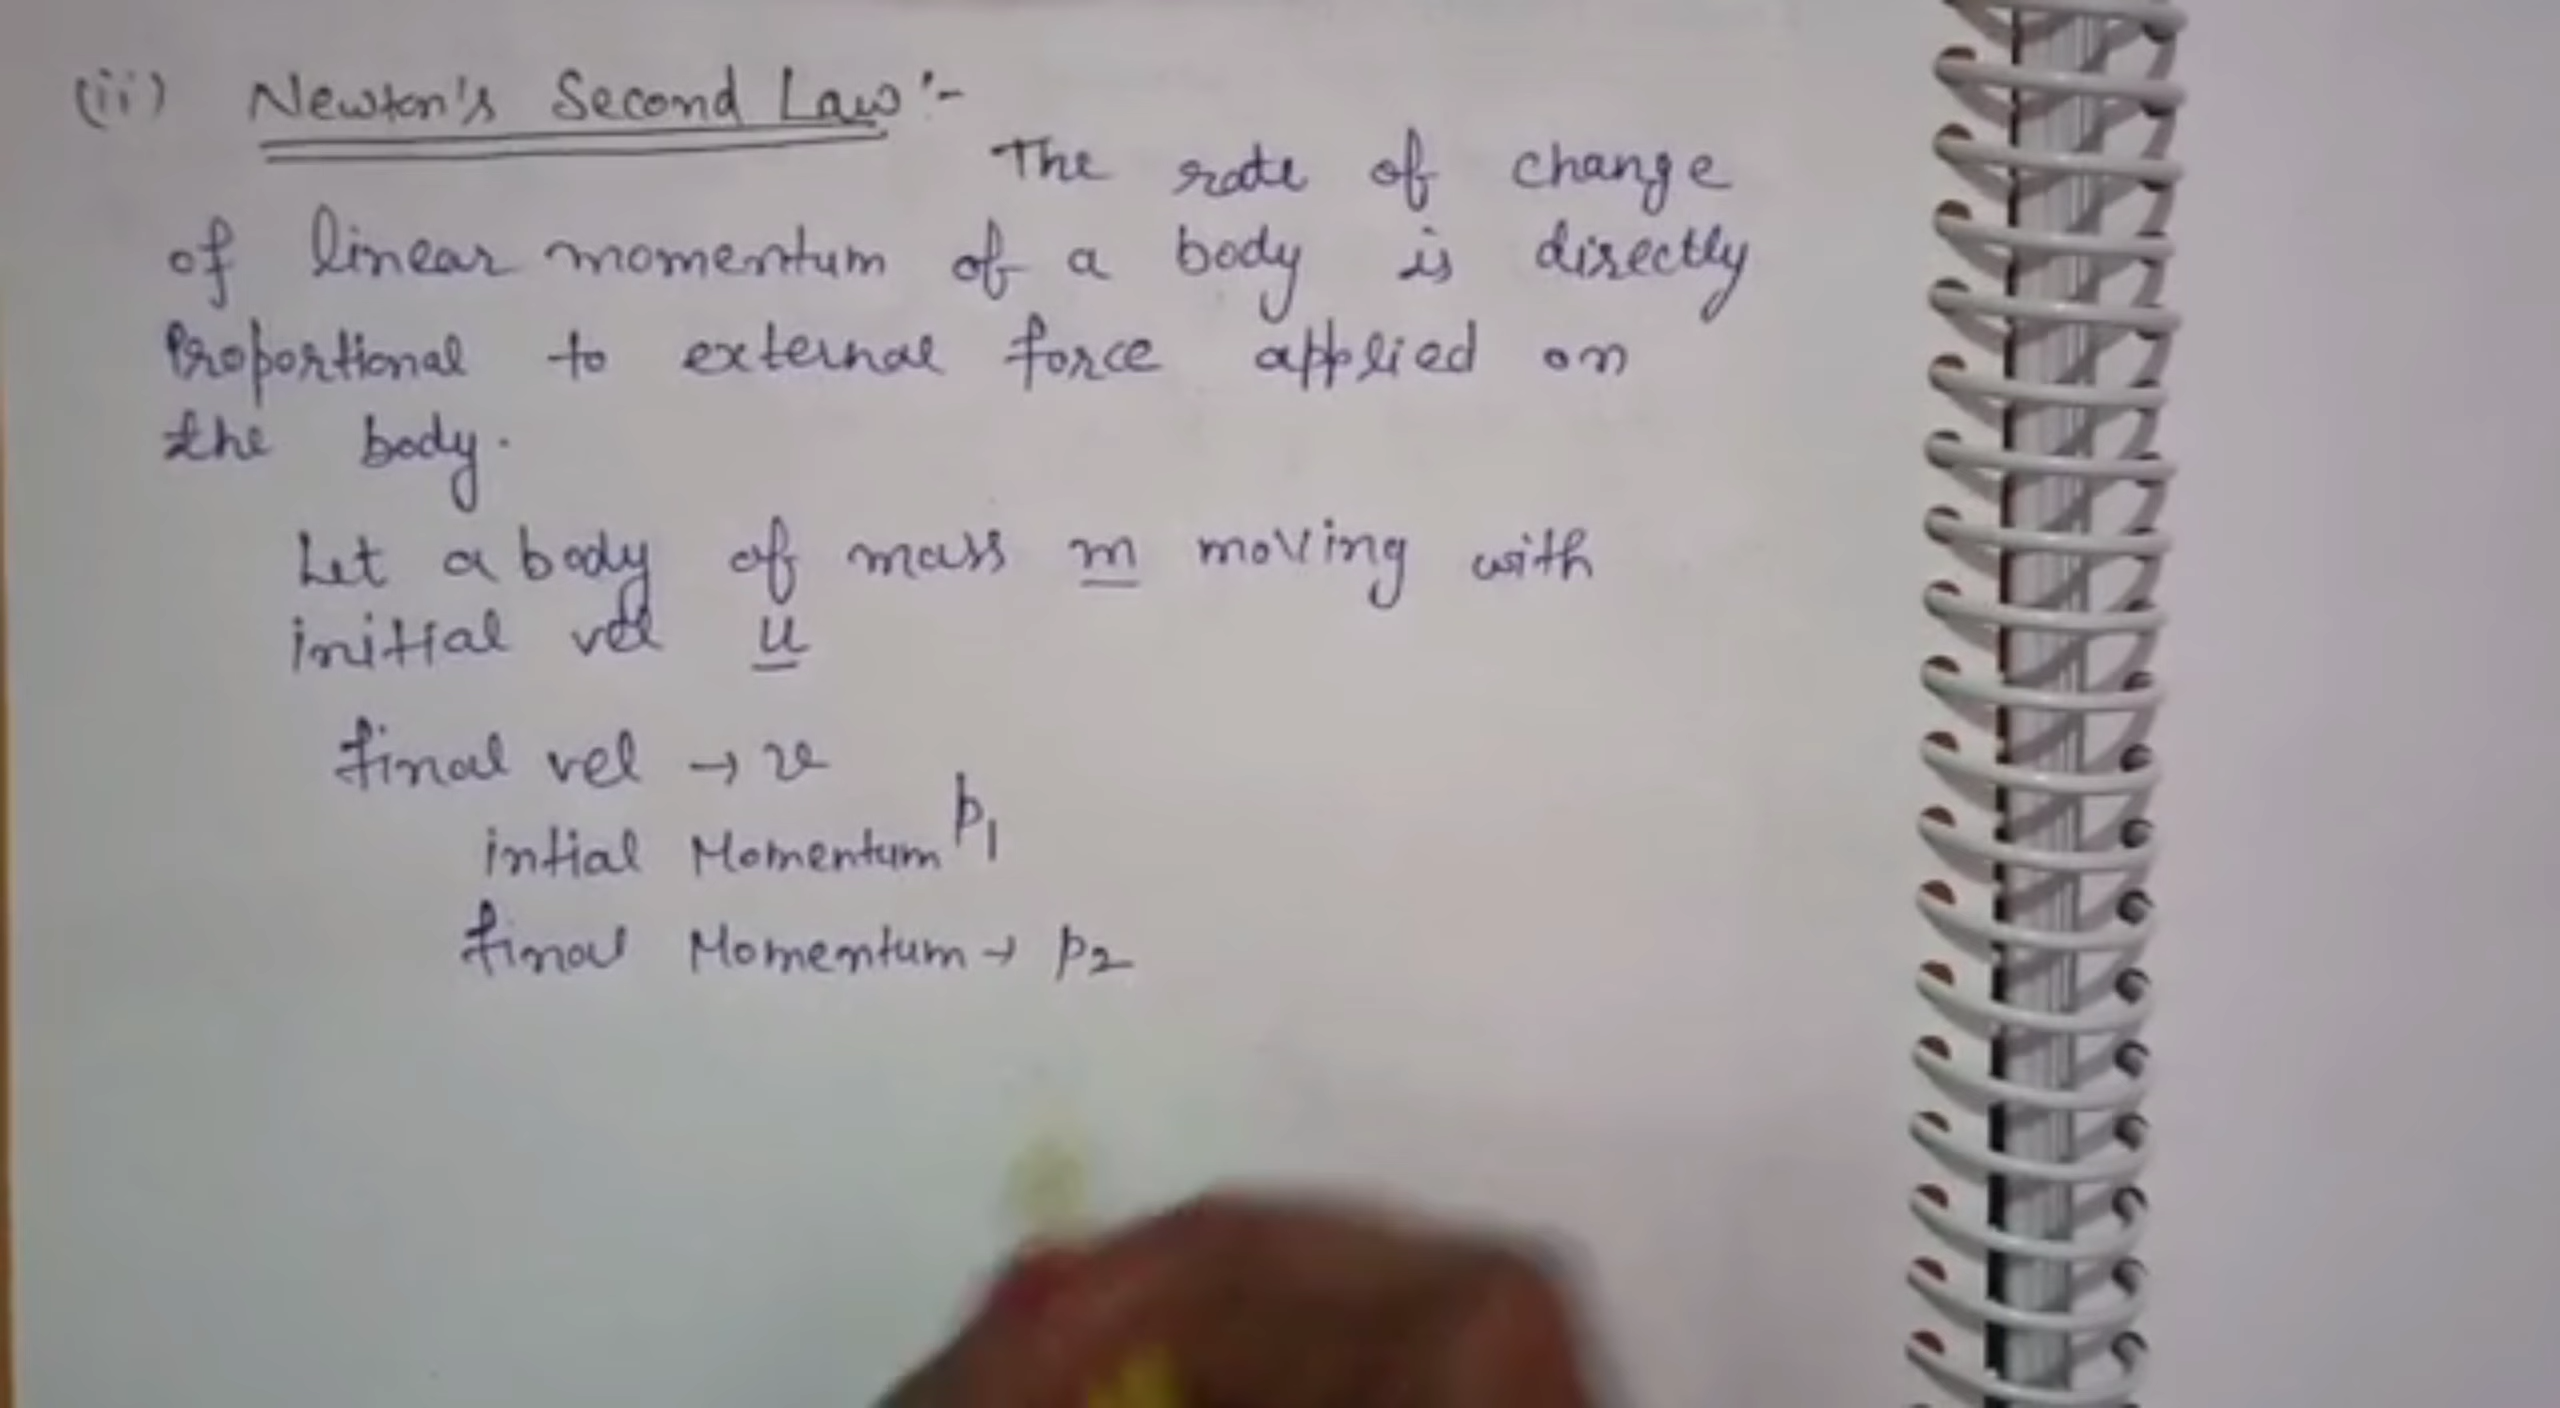 (ii) Newton's Second Law :-
The rate of change
of linear momentum of a body is directly
proportional to external force applied on
the body.
Let a body of mass m moving with
initial vel u
final vel → v
intial Momentum p1
final Momentum → p2